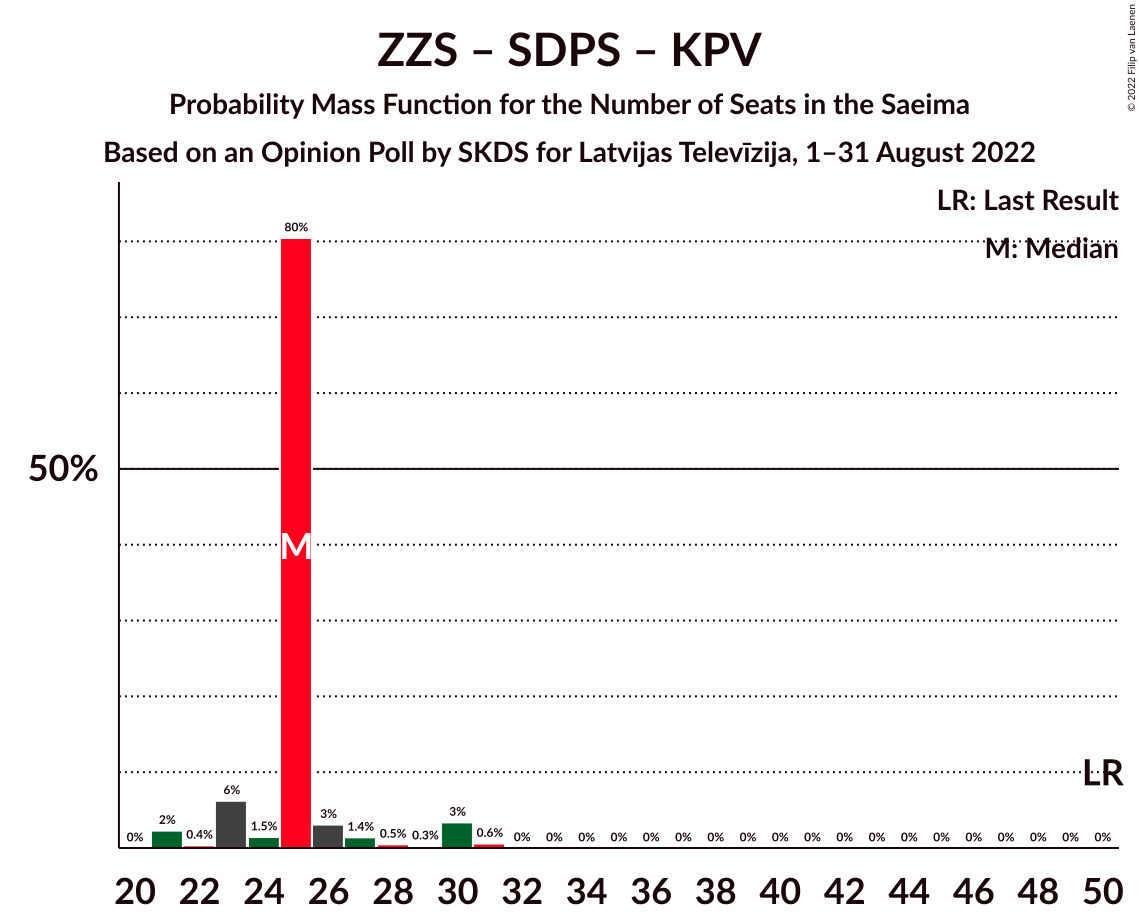 ZZS – SDPS – KPV
Probability Mass Function for the Number of Seats in the Saeima
Based on an Opinion Poll by SKDS for Latvijas Televīzija, 1–31 August 2022
© 2022 Filip van Laenen
LR: Last Result
M: Median
50%
0% 2% 0.4% 6% 1.5% 80% 3% 1.4% 0.5% 0.3% 3% 0.6% 0% 0% 0% 0% 0% 0% 0% 0% 0% 0% 0% 0% 0% 0% 0% 0% 0% 0% 0%
M
LR
20 22 24 26 28 30 32 34 36 38 40 42 44 46 48 50